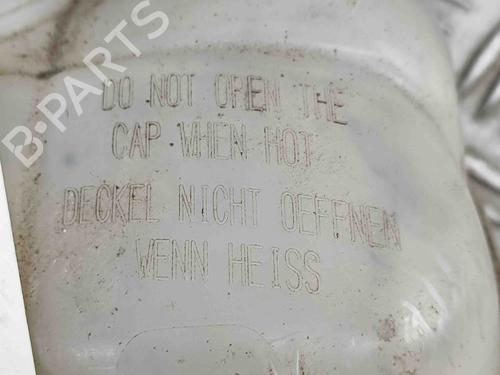 B-PARTS
DO NOT OPEN THE
CAP WHEN HOT
DECKEL NICHT OEFFNEN
WENN HEISS